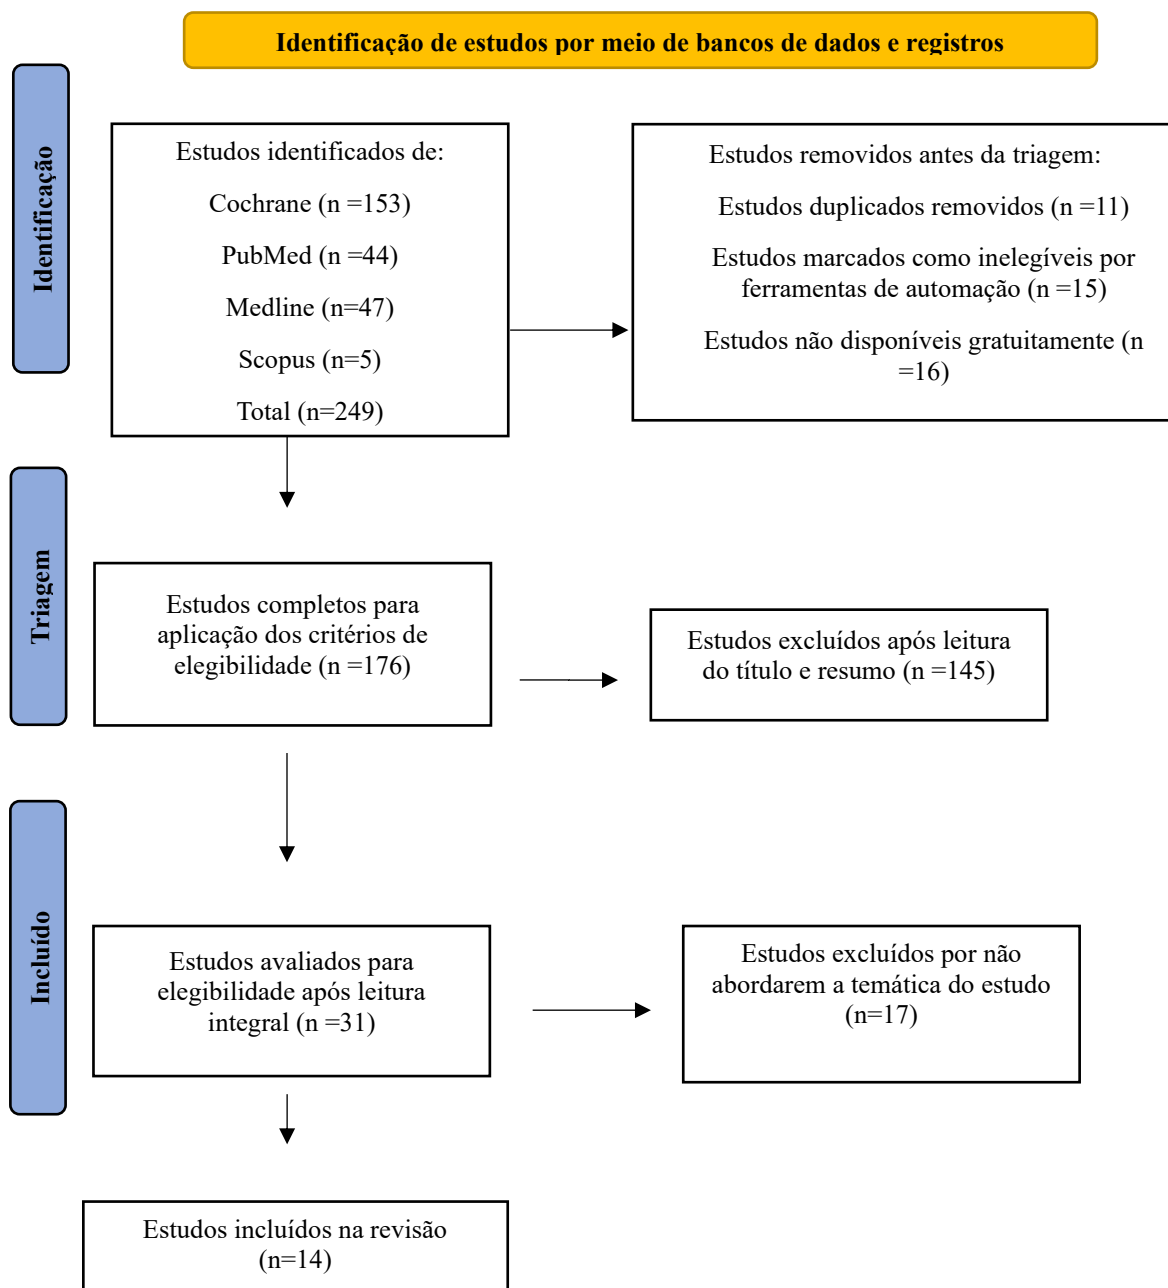 Identificação de estudos por meio de bancos de dados e registros
Identificação
Estudos identificados de:
Cochrane (n =153)
PubMed (n =44)
Medline (n=47)
Scopus (n=5)
Total (n=249)
Estudos removidos antes da triagem:
Estudos duplicados removidos (n =11)
Estudos marcados como inelegíveis por
ferramentas de automação (n =15)
Estudos não disponíveis gratuitamente (n
=16)
Triagem
Estudos completos para
aplicação dos critérios de
elegibilidade (n =176)
Estudos excluídos após leitura
do título e resumo (n =145)
Incluído
Estudos avaliados para
elegibilidade após leitura
integral (n =31)
Estudos excluídos por não
abordarem a temática do estudo
(n=17)
Estudos incluídos na revisão
(n=14)